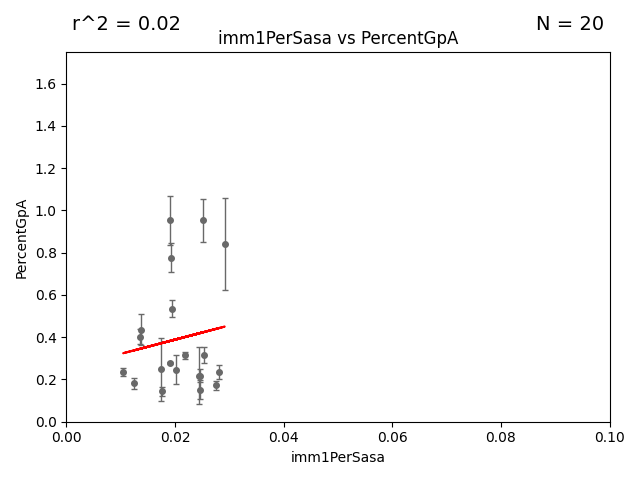 r^2 = 0.02
N = 20
imm1PerSasa vs PercentGpA
PercentGpA
1.6
1.4
1.2
1.0
0.8
0.6
0.4
0.2
0.0
0.00 0.02 0.04 0.06 0.08 0.10
imm1PerSasa